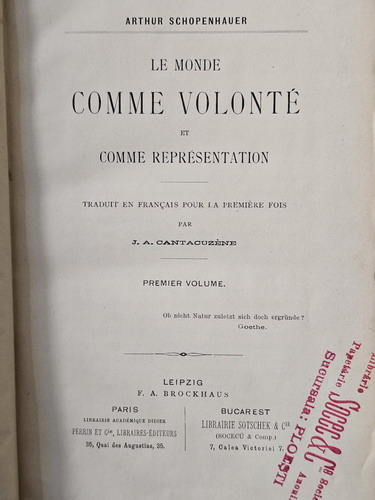 ARTHUR SCHOPENHAUER
LE MONDE
COMME VOLONTÉ
ET
COMME REPRÉSENTATION
TRADUIT EN FRANÇAIS POUR LA PREMIÈRE FOIS
PAR
J. A. CANTACUZÈNE
PREMIER VOLUME.
Ob nicht Natur zuletzt sich doch ergründe?
Goethe.
LEIPZIG
F. A. BROCKHAUS
PARIS
LIBRAIRIE ACADÉMIQUE DIDIER
PERRIN ET Cie, LIBRAIRES-ÉDITEURS
35, Quai des Augustins, 35.
BUCAREST
LIBRAIRIE SOTSCHEK & Cie
(SOCECŬ & Comp.)
7, Calea Victoriei 7.
Librărie
Papetărie
Socec & Cie
Sucursala: PLOESTI